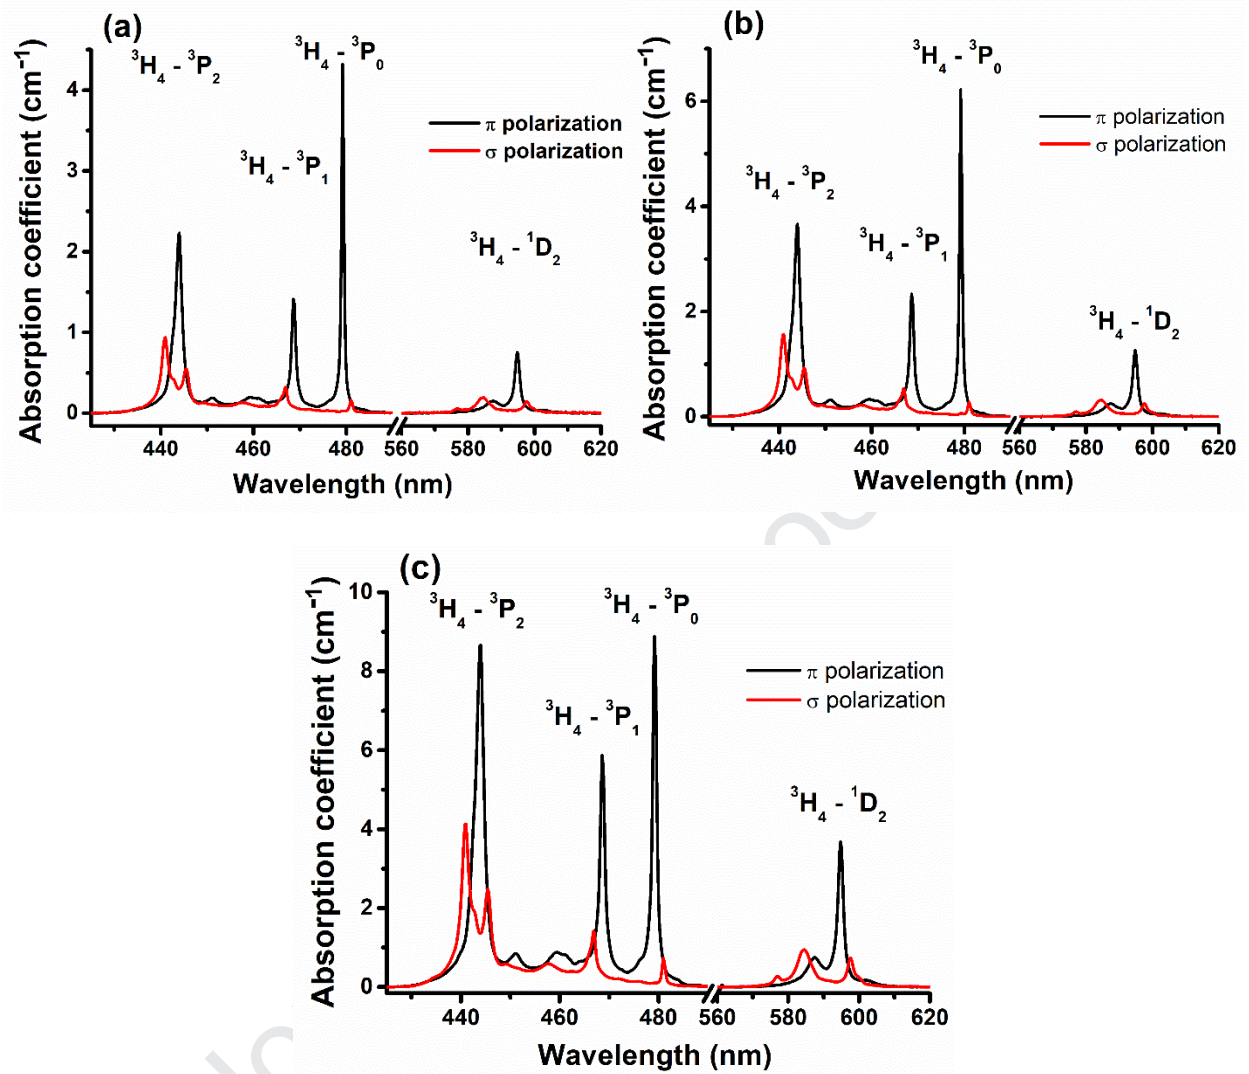 (a)
³H₄ - ³P₂
³H₄ - ³P₀
³H₄ - ³P₁
³H₄ - ¹D₂
π polarization
σ polarization
Absorption coefficient (cm⁻¹)
4
3
2
1
0
440 460 480 560 580 600 620
Wavelength (nm)
(b)
³H₄ - ³P₀
³H₄ - ³P₂
³H₄ - ³P₁
³H₄ - ¹D₂
π polarization
σ polarization
Absorption coefficient (cm⁻¹)
6
4
2
0
440 460 480 560 580 600 620
Wavelength (nm)
(c)
³H₄ - ³P₂
³H₄ - ³P₀
³H₄ - ³P₁
³H₄ - ¹D₂
π polarization
σ polarization
Absorption coefficient (cm⁻¹)
10
8
6
4
2
0
440 460 480 560 580 600 620
Wavelength (nm)